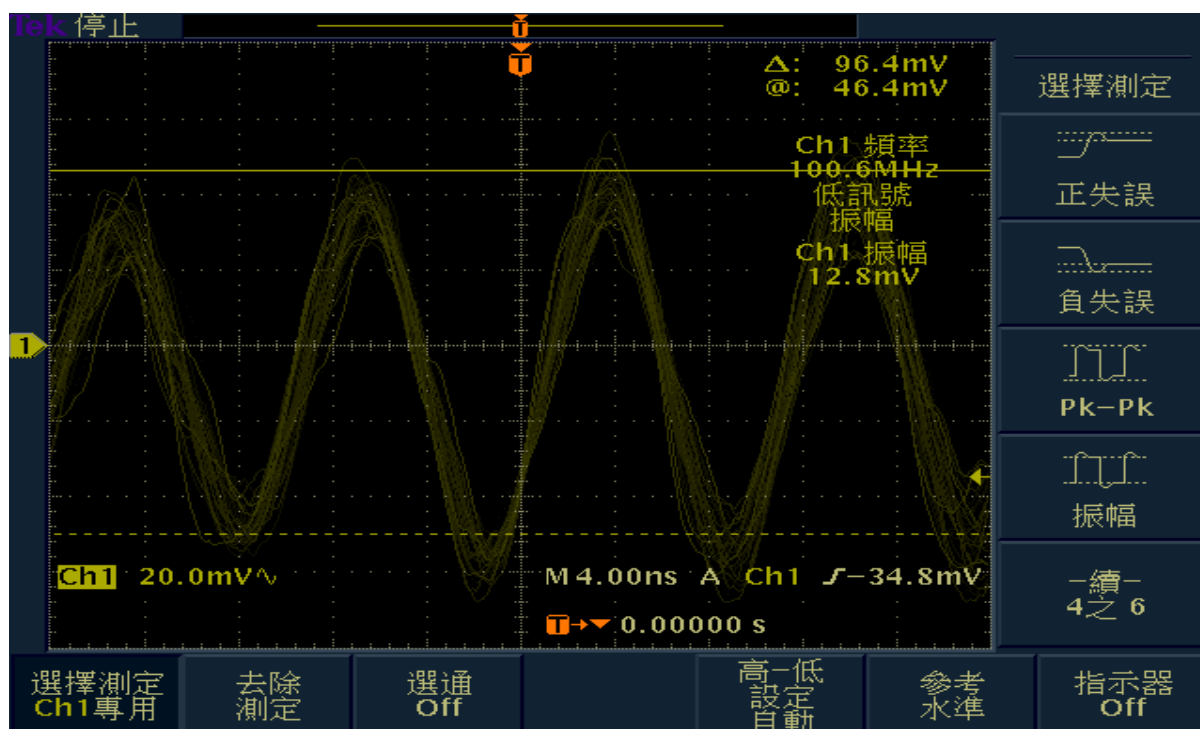 Tek 停止
T
T
Δ: 96.4mV
@: 46.4mV
Ch1 頻率
100.6MHz
低訊號
振幅
Ch1 振幅
12.8mV
1
Ch1 20.0mV∿
M 4.00ns A Ch1 ⨍ −34.8mV
T→▼ 0.00000 s
選擇測定
正失誤
負失誤
Pk−Pk
振幅
−續−
4之 6
選擇測定
Ch1專用
去除
測定
選通
Off
高−低
設定
自動
參考
水準
指示器
Off